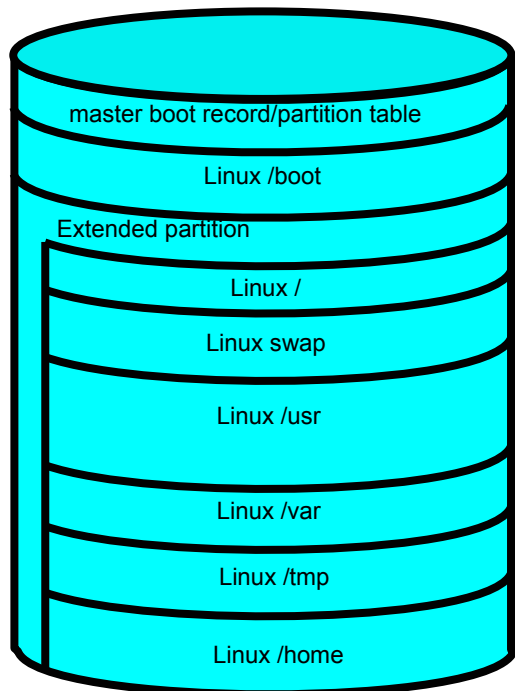 master boot record/partition table
Linux /boot
Extended partition
Linux /
Linux swap
Linux /usr
Linux /var
Linux /tmp
Linux /home